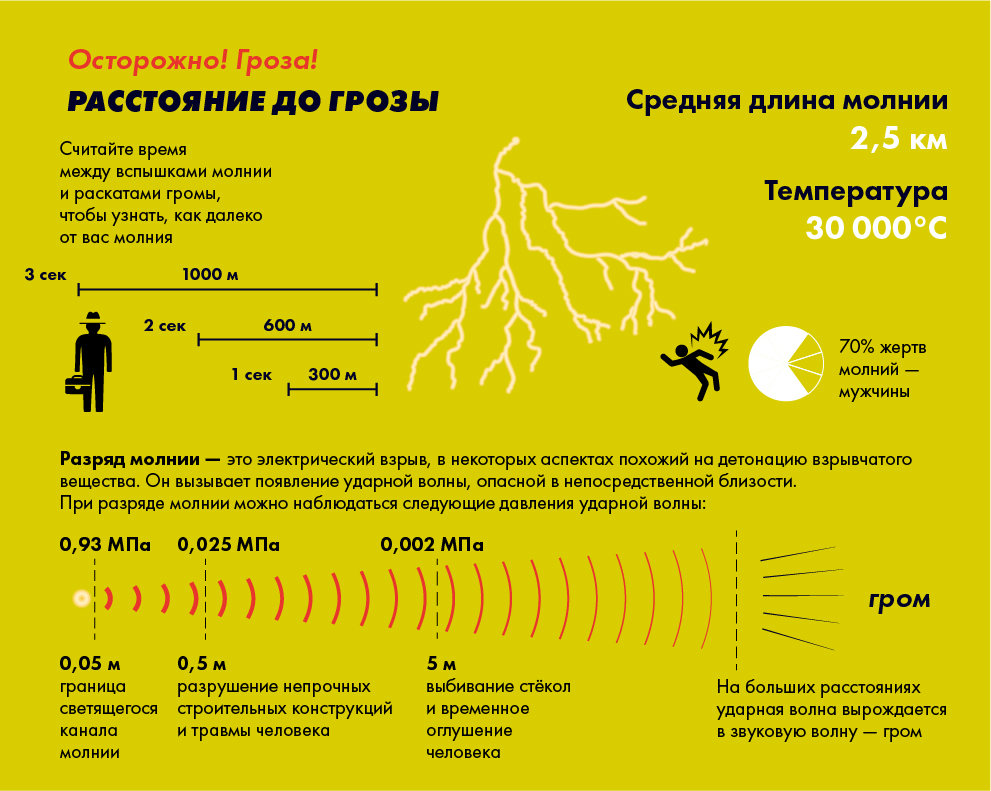 Осторожно! Гроза!
РАССТОЯНИЕ ДО ГРОЗЫ
Считайте время
между вспышками молнии
и раскатами громы,
чтобы узнать, как далеко
от вас молния
Средняя длина молнии
2,5 км
Температура
30 000°C
3 сек 1000 м
2 сек 600 м
1 сек 300 м
70% жертв
молний —
мужчины
Разряд молнии — это электрический взрыв, в некоторых аспектах похожий на детонацию взрывчатого
вещества. Он вызывает появление ударной волны, опасной в непосредственной близости.
При разряде молнии можно наблюдаться следующие давления ударной волны:
0,93 МПа 0,025 МПа 0,002 МПа
гром
0,05 м
граница
светящегося
канала
молнии
0,5 м
разрушение непрочных
строительных конструкций
и травмы человека
5 м
выбивание стёкол
и временное
оглушение
человека
На больших расстояниях
ударная волна вырождается
в звуковую волну — гром